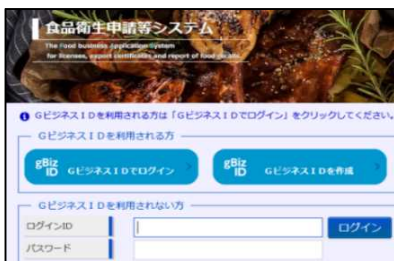 食品衛生申請等システム
The Food business Application System
for licenses, export certificates and report of food recalls
GビジネスIDを利用される方は「GビジネスIDでログイン」をクリックしてください。
GビジネスIDを利用される方
gBiz ID GビジネスIDでログイン
gBiz ID GビジネスIDを作成
GビジネスIDを利用されない方
ログインID
ログイン
パスワード